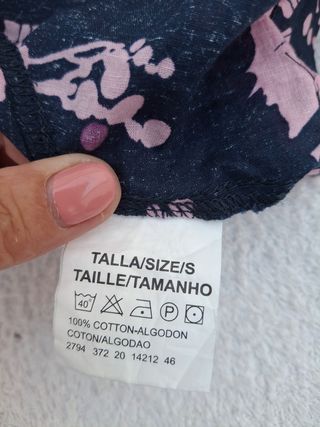 TALLA/SIZE/S
TAILLE/TAMANHO
40° P
100% COTTON-ALGODON
COTON/ALGODAO
2794 372 20 14212 46